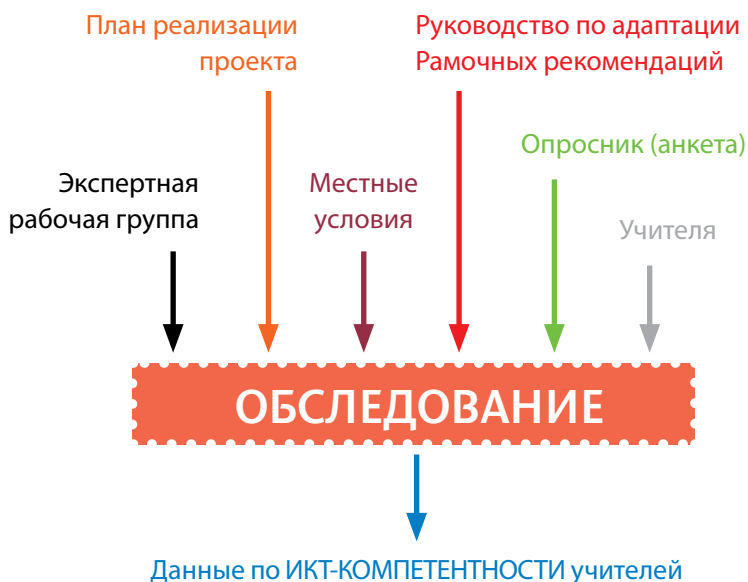 План реализации
проекта
Руководство по адаптации
Рамочных рекомендаций
Опросник (анкета)
Экспертная
рабочая группа
Местные
условия
Учителя
ОБСЛЕДОВАНИЕ
Данные по ИКТ-КОМПЕТЕНТНОСТИ учителей